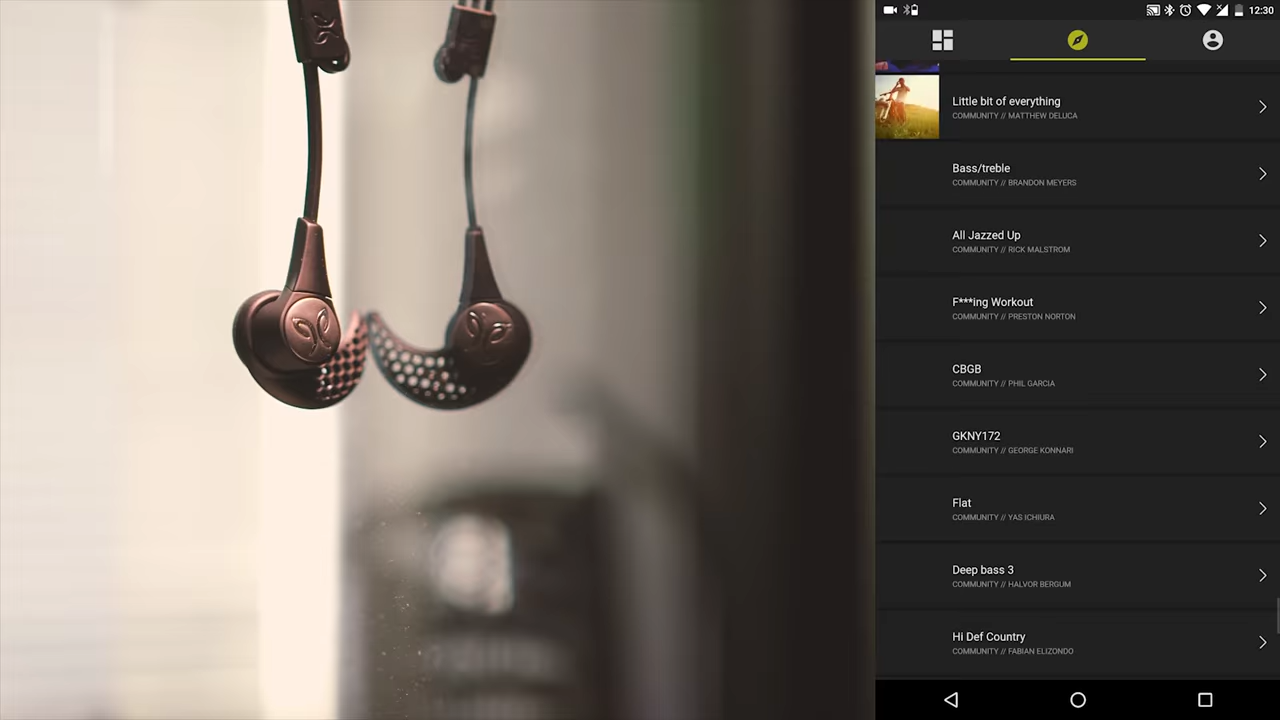 12:30
Little bit of everything
COMMUNITY // MATTHEW DELUCA
Bass/treble
COMMUNITY // BRANDON MEYERS
All Jazzed Up
COMMUNITY // RICK MALSTROM
F***ing Workout
COMMUNITY // PRESTON NORTON
CBGB
COMMUNITY // PHIL GARCIA
GKNY172
COMMUNITY // GEORGE KONNARI
Flat
COMMUNITY // YAS ICHIURA
Deep bass 3
COMMUNITY // HALVOR BERGUM
Hi Def Country
COMMUNITY // FABIAN ELIZONDO